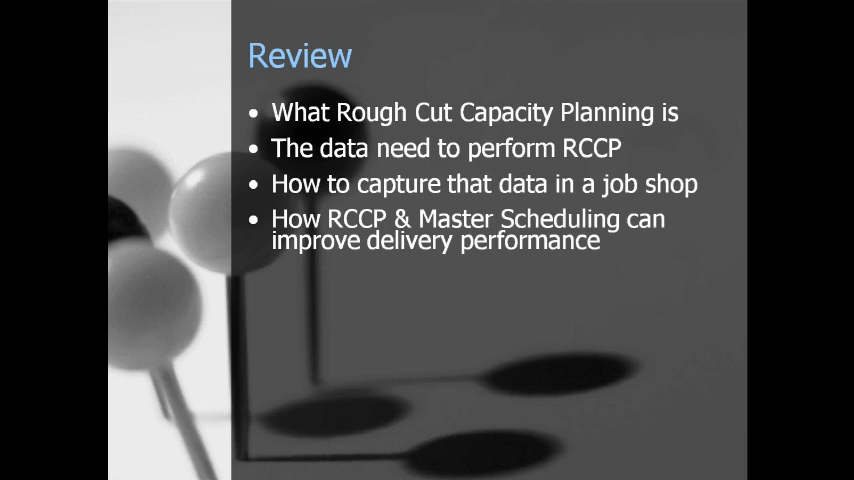 Review
• What Rough Cut Capacity Planning is
• The data need to perform RCCP
• How to capture that data in a job shop
• How RCCP & Master Scheduling can
improve delivery performance